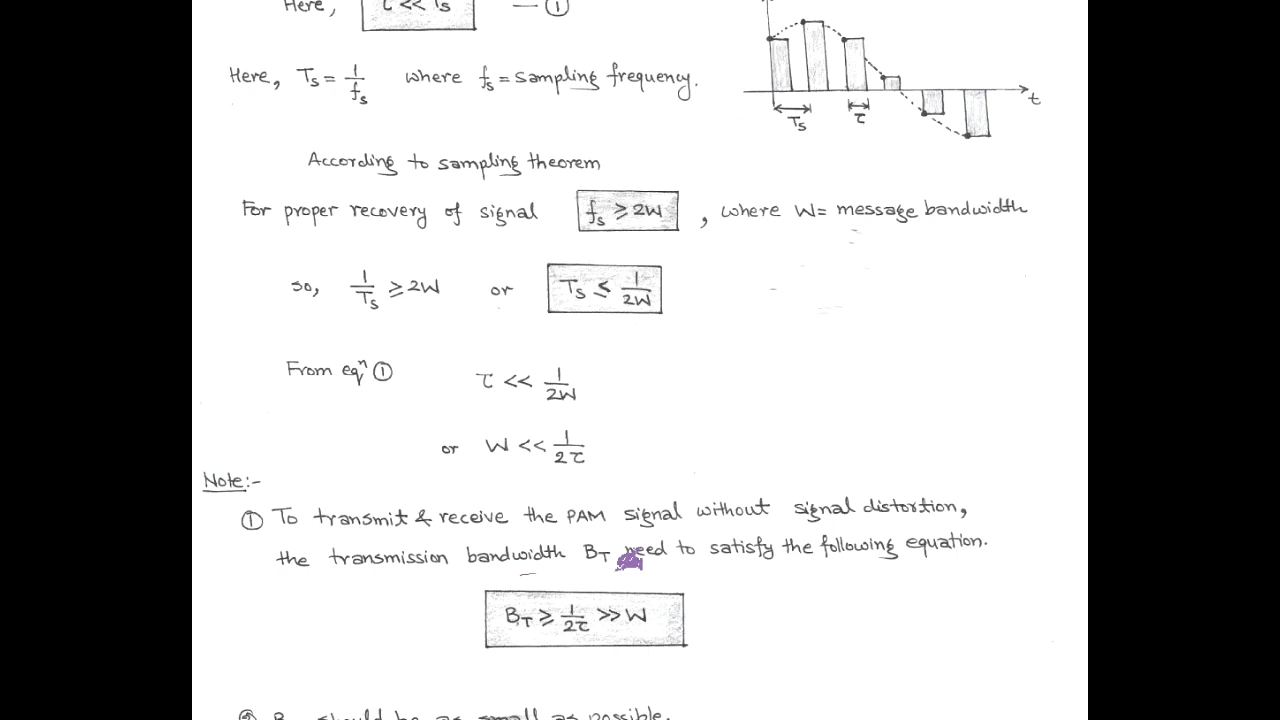 Here, τ << Ts — ①
Here, Ts = 1/fs where fs = sampling frequency.
Ts τ t
According to sampling theorem
For proper recovery of signal fs ≥ 2W , where W = message bandwidth
so, 1/Ts ≥ 2W or Ts ≤ 1/2W
From eqn ① τ << 1/2W
or W << 1/2τ
Note:-
① To transmit & receive the PAM signal without signal distortion,
the transmission bandwidth BT need to satisfy the following equation.
BT ≥ 1/2τ >> W
② B should be as small as possible.